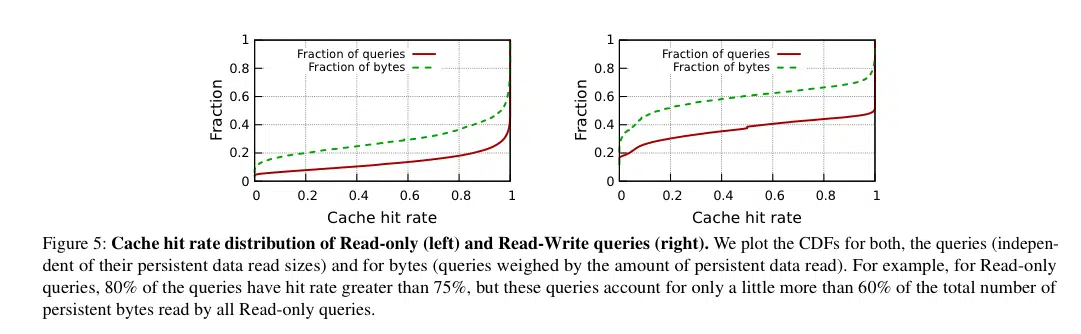 1
0.8
0.6
0.4
0.2
0
Fraction
Fraction of queries
Fraction of bytes
0 0.2 0.4 0.6 0.8 1
Cache hit rate
1
0.8
0.6
0.4
0.2
0
Fraction
Fraction of queries
Fraction of bytes
0 0.2 0.4 0.6 0.8 1
Cache hit rate
Figure 5: Cache hit rate distribution of Read-only (left) and Read-Write queries (right). We plot the CDFs for both, the queries (indepen-
dent of their persistent data read sizes) and for bytes (queries weighed by the amount of persistent data read). For example, for Read-only
queries, 80% of the queries have hit rate greater than 75%, but these queries account for only a little more than 60% of the total number of
persistent bytes read by all Read-only queries.